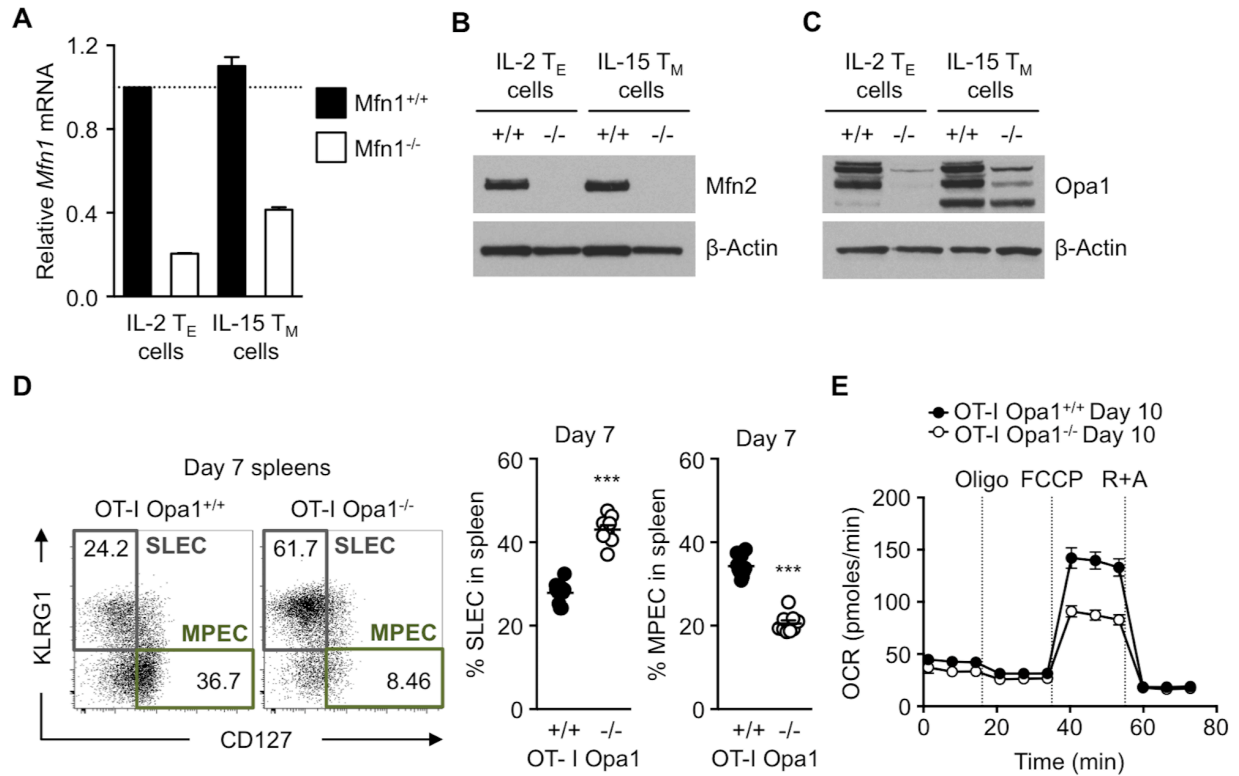 A
Relative Mfn1 mRNA
1.2
0.8
0.4
0.0
Mfn1+/+
Mfn1-/-
IL-2 TE
cells
IL-15 TM
cells
B
IL-2 TE
cells
IL-15 TM
cells
+/+ -/- +/+ -/-
Mfn2
β-Actin
C
IL-2 TE
cells
IL-15 TM
cells
+/+ -/- +/+ -/-
Opa1
β-Actin
D
Day 7 spleens
OT-I Opa1+/+
OT-I Opa1-/-
24.2 SLEC
MPEC
36.7
61.7 SLEC
MPEC
8.46
KLRG1
CD127
Day 7
% SLEC in spleen
60
40
20
0
***
+/+ -/-
OT- I Opa1
Day 7
% MPEC in spleen
60
40
20
0
***
+/+ -/-
OT-I Opa1
E
OT-I Opa1+/+ Day 10
OT-I Opa1-/- Day 10
Oligo FCCP R+A
OCR (pmoles/min)
200
150
100
50
0
0 20 40 60 80
Time (min)